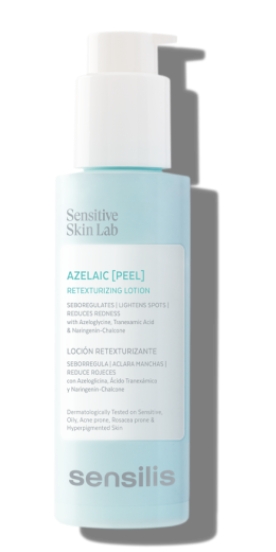 Sensitive
Skin Lab
AZELAIC [PEEL]
RETEXTURIZING LOTION
SEBOREGULATES | LIGHTENS SPOTS |
REDUCES REDNESS
with Azeloglycine, Tranexamic Acid
& Naringenin-Chalcone
LOCIÓN RETEXTURIZANTE
SEBORREGULA | ACLARA MANCHAS |
REDUCE ROJECES
con Azeloglicina, Ácido Tranexámico
y Naringenin-Chalcone
Dermatologically Tested on Sensitive,
Oily, Acne prone, Rosacea prone &
Hyperpigmented Skin
sensilis